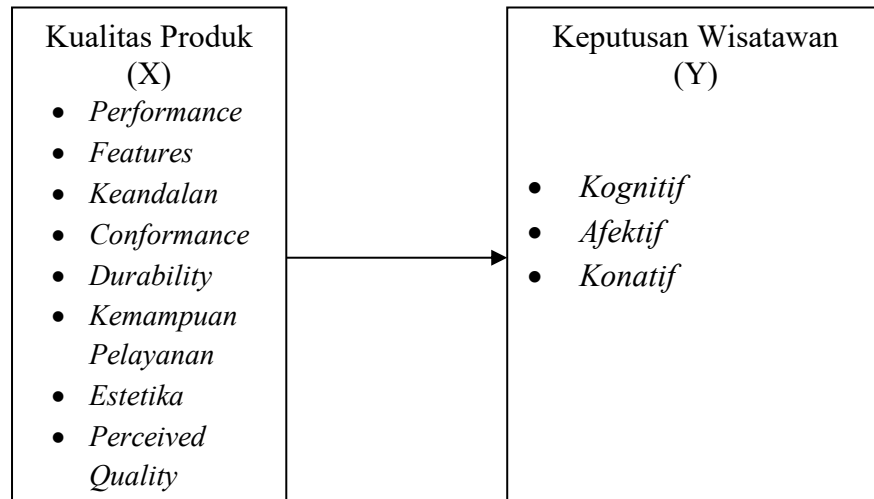 Kualitas Produk
(X)
• Performance
• Features
• Keandalan
• Conformance
• Durability
• Kemampuan
Pelayanan
• Estetika
• Perceived
Quality
Keputusan Wisatawan
(Y)
• Kognitif
• Afektif
• Konatif